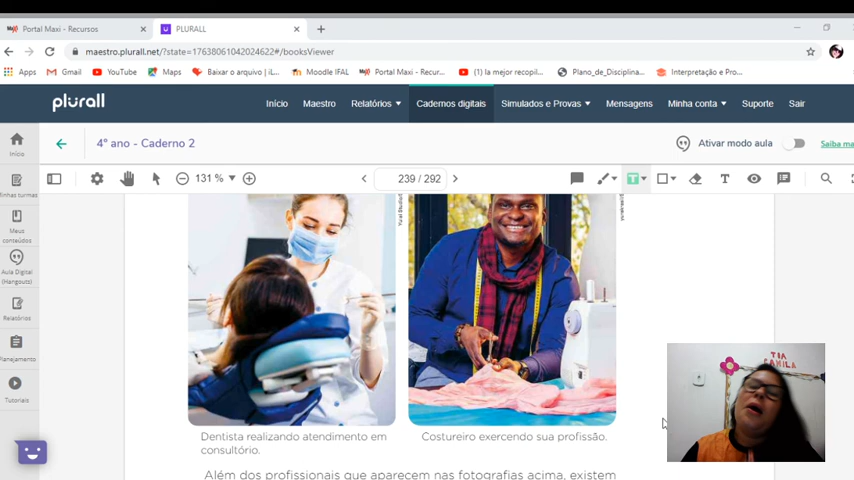 Portal Maxi - Recursos
PLURALL
maestro.plurall.net/?state=17638061042024622#/booksViewer
Apps
Gmail
YouTube
Maps
Baixar o arquivo | iL...
Moodle IFAL
Portal Maxi - Recur...
(1) la mejor recopil...
Plano_de_Disciplina...
Interpretação e Pro...
plurall
Início
Maestro
Relatórios
Cadernos digitais
Simulados e Provas
Mensagens
Minha conta
Suporte
Sair
Início
4º ano - Caderno 2
Ativar modo aula
Saiba ma
131 %
239 / 292
Minhas turmas
Meus
conteúdos
Aula Digital
(Hangouts)
Relatórios
Planejamento
Tutoriais
TIA
CAMILA
Dentista realizando atendimento em
consultório.
Costureiro exercendo sua profissão.
Além dos profissionais que aparecem nas fotografias acima, existem